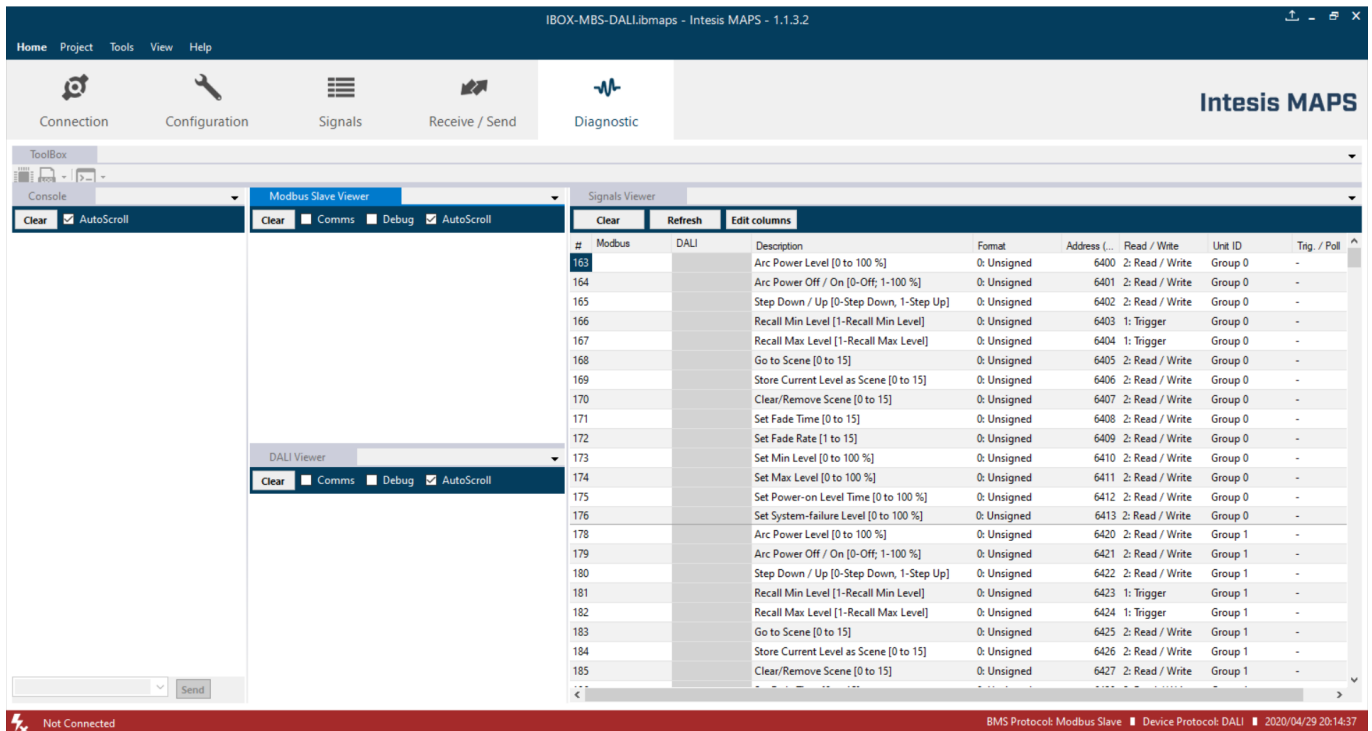 IBOX-MBS-DALI.ibmaps - Intesis MAPS - 1.1.3.2
Home Project Tools View Help
Connection Configuration Signals Receive / Send Diagnostic
Intesis MAPS
ToolBox
Console
Clear AutoScroll
Send
Modbus Slave Viewer
Clear Comms Debug AutoScroll
DALI Viewer
Clear Comms Debug AutoScroll
Signals Viewer
Clear Refresh Edit columns
# Modbus DALI Description Format Address (... Read / Write Unit ID Trig. / Poll
163 Arc Power Level [0 to 100 %] 0: Unsigned 6400 2: Read / Write Group 0 -
164 Arc Power Off / On [0-Off; 1-100 %] 0: Unsigned 6401 2: Read / Write Group 0 -
165 Step Down / Up [0-Step Down, 1-Step Up] 0: Unsigned 6402 2: Read / Write Group 0 -
166 Recall Min Level [1-Recall Min Level] 0: Unsigned 6403 1: Trigger Group 0 -
167 Recall Max Level [1-Recall Max Level] 0: Unsigned 6404 1: Trigger Group 0 -
168 Go to Scene [0 to 15] 0: Unsigned 6405 2: Read / Write Group 0 -
169 Store Current Level as Scene [0 to 15] 0: Unsigned 6406 2: Read / Write Group 0 -
170 Clear/Remove Scene [0 to 15] 0: Unsigned 6407 2: Read / Write Group 0 -
171 Set Fade Time [0 to 15] 0: Unsigned 6408 2: Read / Write Group 0 -
172 Set Fade Rate [1 to 15] 0: Unsigned 6409 2: Read / Write Group 0 -
173 Set Min Level [0 to 100 %] 0: Unsigned 6410 2: Read / Write Group 0 -
174 Set Max Level [0 to 100 %] 0: Unsigned 6411 2: Read / Write Group 0 -
175 Set Power-on Level Time [0 to 100 %] 0: Unsigned 6412 2: Read / Write Group 0 -
176 Set System-failure Level [0 to 100 %] 0: Unsigned 6413 2: Read / Write Group 0 -
178 Arc Power Level [0 to 100 %] 0: Unsigned 6420 2: Read / Write Group 1 -
179 Arc Power Off / On [0-Off; 1-100 %] 0: Unsigned 6421 2: Read / Write Group 1 -
180 Step Down / Up [0-Step Down, 1-Step Up] 0: Unsigned 6422 2: Read / Write Group 1 -
181 Recall Min Level [1-Recall Min Level] 0: Unsigned 6423 1: Trigger Group 1 -
182 Recall Max Level [1-Recall Max Level] 0: Unsigned 6424 1: Trigger Group 1 -
183 Go to Scene [0 to 15] 0: Unsigned 6425 2: Read / Write Group 1 -
184 Store Current Level as Scene [0 to 15] 0: Unsigned 6426 2: Read / Write Group 1 -
185 Clear/Remove Scene [0 to 15] 0: Unsigned 6427 2: Read / Write Group 1 -
Not Connected
BMS Protocol: Modbus Slave Device Protocol: DALI 2020/04/29 20:14:37